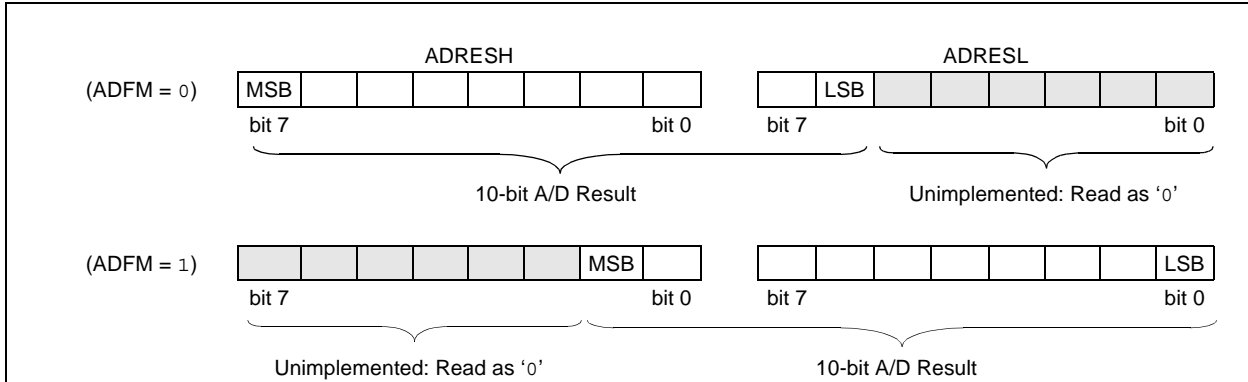 ADRESH ADRESL
(ADFM = 0) MSB LSB
bit 7 bit 0 bit 7 bit 0
10-bit A/D Result Unimplemented: Read as ‘0’
(ADFM = 1) MSB LSB
bit 7 bit 0 bit 7 bit 0
Unimplemented: Read as ‘0’ 10-bit A/D Result